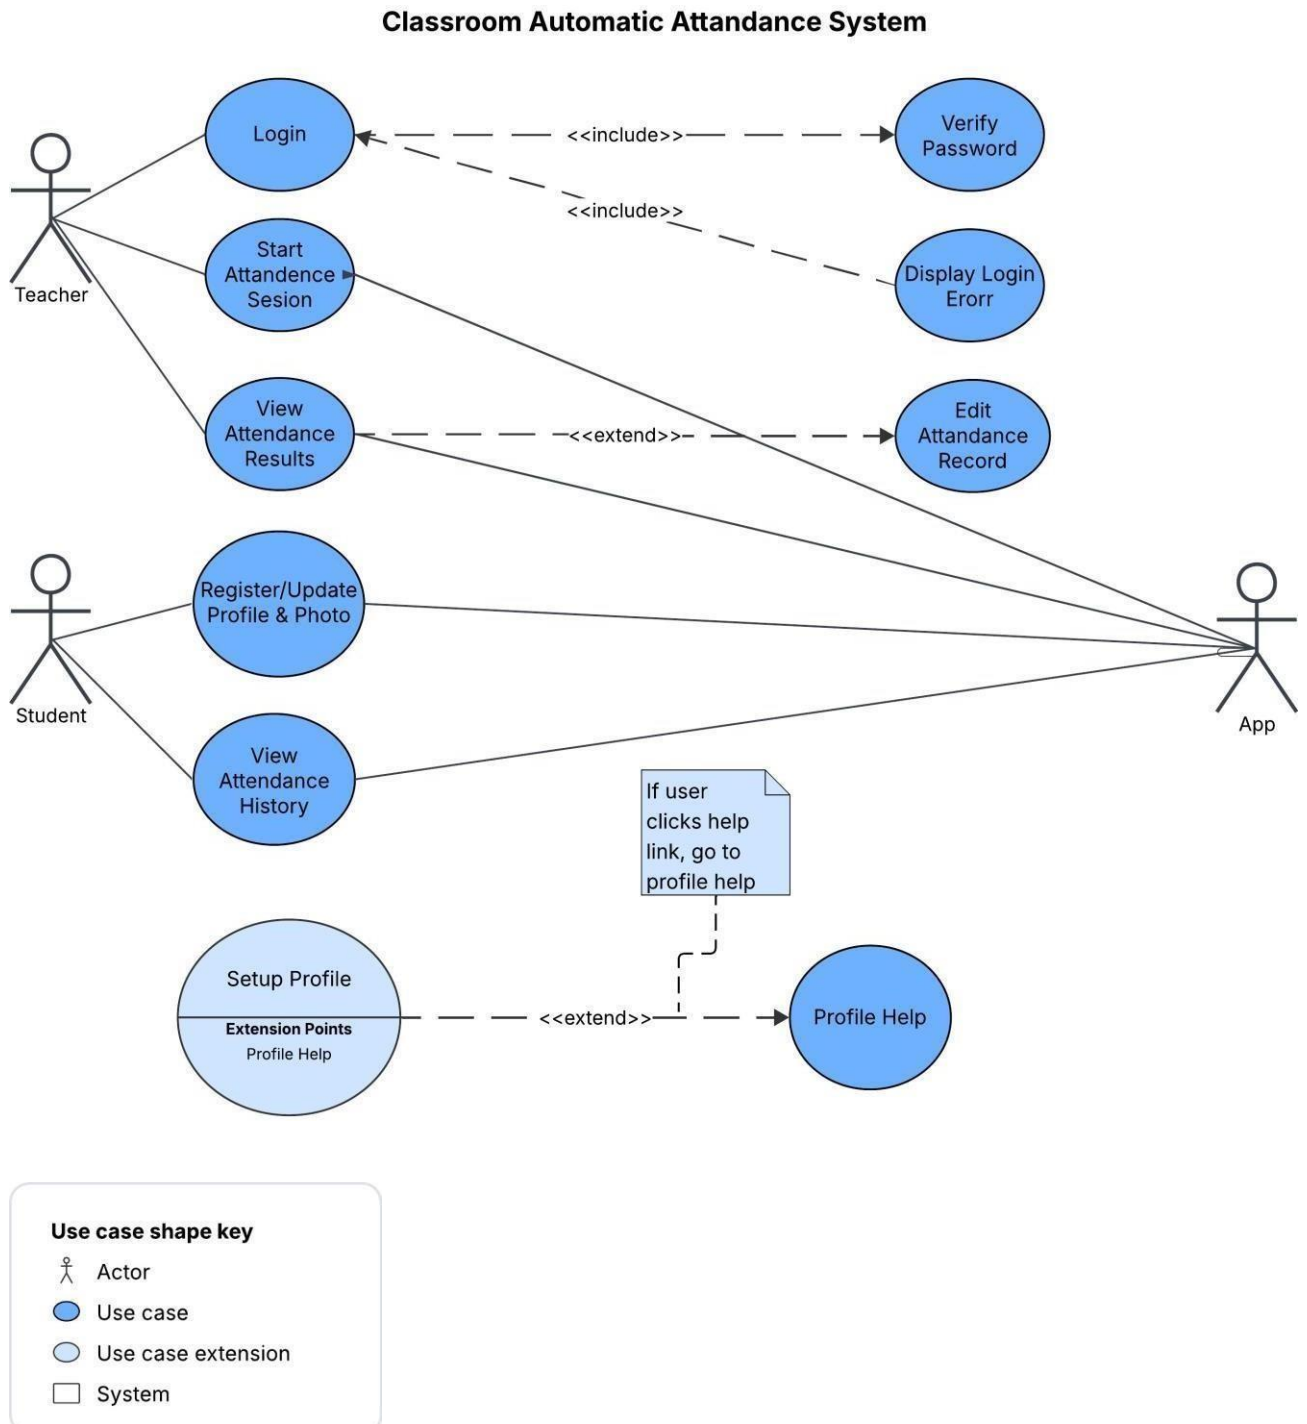 Classroom Automatic Attandance System
Login
<<include>>
Verify
Password
<<include>>
Start
Attandence
Sesion
Teacher
Display Login
Erorr
View
Attendance
Results
<<extend>>
Edit
Attandance
Record
Register/Update
Profile & Photo
Student
App
View
Attendance
History
If user
clicks help
link, go to
profile help
Setup Profile
Extension Points
Profile Help
<<extend>>
Profile Help
Use case shape key
Actor
Use case
Use case extension
System